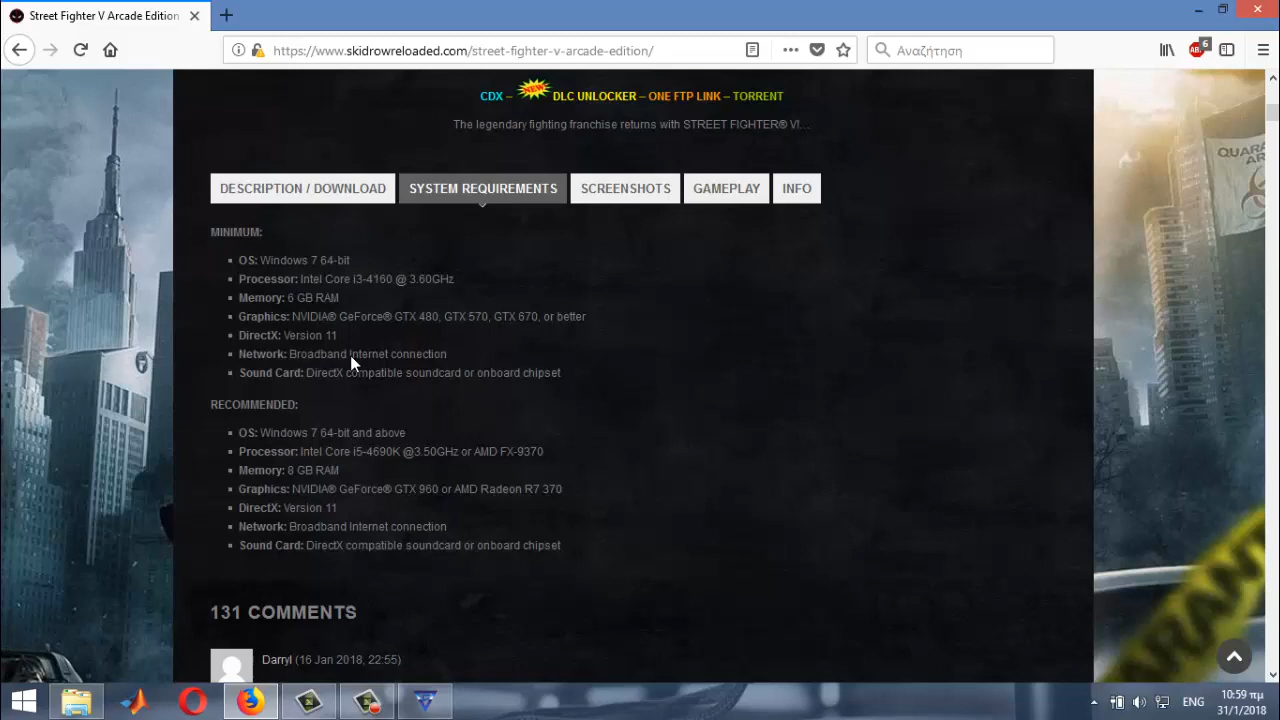 Street Fighter V Arcade Edition
https://www.skidrowreloaded.com/street-fighter-v-arcade-edition/
Αναζήτηση
6
CDX – NEW DLC UNLOCKER – ONE FTP LINK – TORRENT
The legendary fighting franchise returns with STREET FIGHTER® V!...
DESCRIPTION / DOWNLOAD
SYSTEM REQUIREMENTS
SCREENSHOTS
GAMEPLAY
INFO
MINIMUM:
OS: Windows 7 64-bit
Processor: Intel Core i3-4160 @ 3.60GHz
Memory: 6 GB RAM
Graphics: NVIDIA® GeForce® GTX 480, GTX 570, GTX 670, or better
DirectX: Version 11
Network: Broadband Internet connection
Sound Card: DirectX compatible soundcard or onboard chipset
RECOMMENDED:
OS: Windows 7 64-bit and above
Processor: Intel Core i5-4690K @3.50GHz or AMD FX-9370
Memory: 8 GB RAM
Graphics: NVIDIA® GeForce® GTX 960 or AMD Radeon R7 370
DirectX: Version 11
Network: Broadband Internet connection
Sound Card: DirectX compatible soundcard or onboard chipset
131 COMMENTS
Darryl (16 Jan 2018, 22:55)
ENG
10:59 πμ
31/1/2018